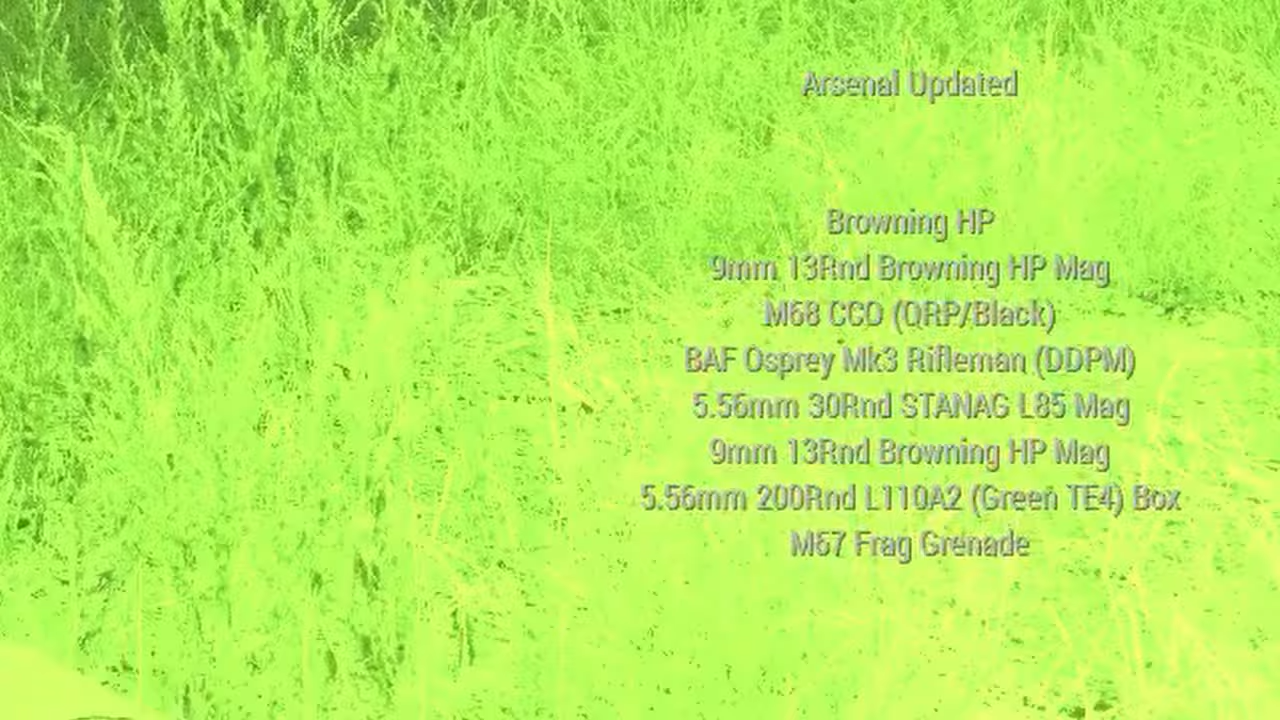 Arsenal Updated
Browning HP
9mm 13Rnd Browning HP Mag
M68 CCO (QRP/Black)
BAF Osprey Mk3 Rifleman (DDPM)
5.56mm 30Rnd STANAG L85 Mag
9mm 13Rnd Browning HP Mag
5.56mm 200Rnd L110A2 (Green TE4) Box
M67 Frag Grenade